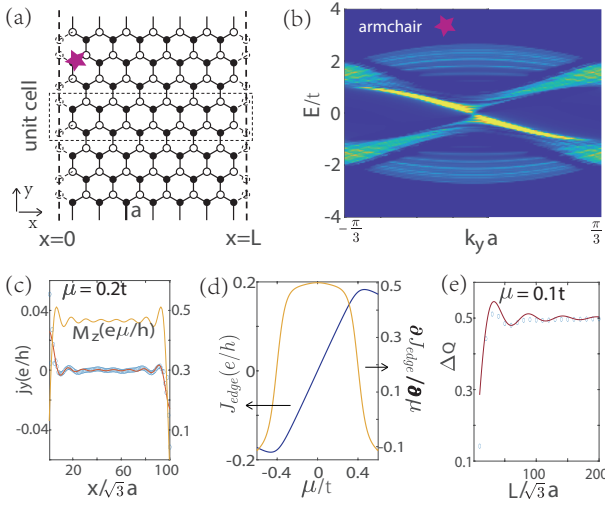 (a)
unit cell
y
x
a
x=0
x=L
(b)
armchair
E/t
4
2
0
-2
-4
-π/3
k_y a
π/3
(c)
μ = 0.2t
M_z(eμ/h)
jy(e/h)
0.04
0
-0.04
0.5
0.3
0.1
20
60
100
x/√3 a
(d)
J_edge(e/h)
0.2
0
-0.2
0.5
0.3
0.1
-0.1
∂J_edge/∂μ
-0.4
0
0.4
μ/t
(e)
μ = 0.1t
ΔQ
0.5
0.3
0.1
0
100
200
L/√3 a